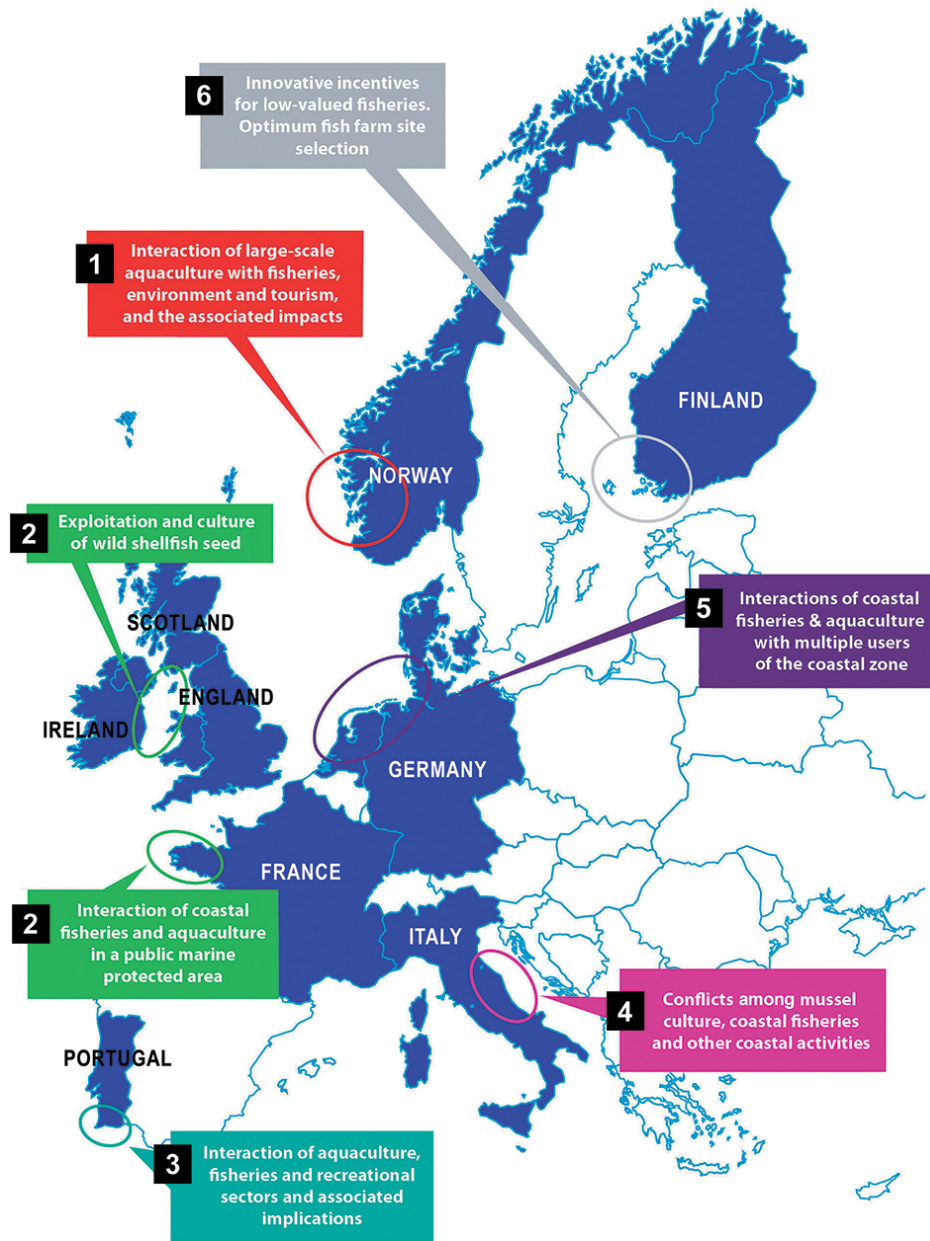 6
Innovative incentives
for low-valued fisheries.
Optimum fish farm site
selection
1
Interaction of large-scale
aquaculture with fisheries,
environment and tourism,
and the associated impacts
FINLAND
NORWAY
2
Exploitation and culture
of wild shellfish seed
5
Interactions of coastal
fisheries & aquaculture
with multiple users
of the coastal zone
SCOTLAND
ENGLAND
IRELAND
GERMANY
FRANCE
2
Interaction of coastal
fisheries and aquaculture
in a public marine
protected area
ITALY
4
Conflicts among mussel
culture, coastal fisheries
and other coastal activities
PORTUGAL
3
Interaction of aquaculture,
fisheries and recreational
sectors and associated
implications